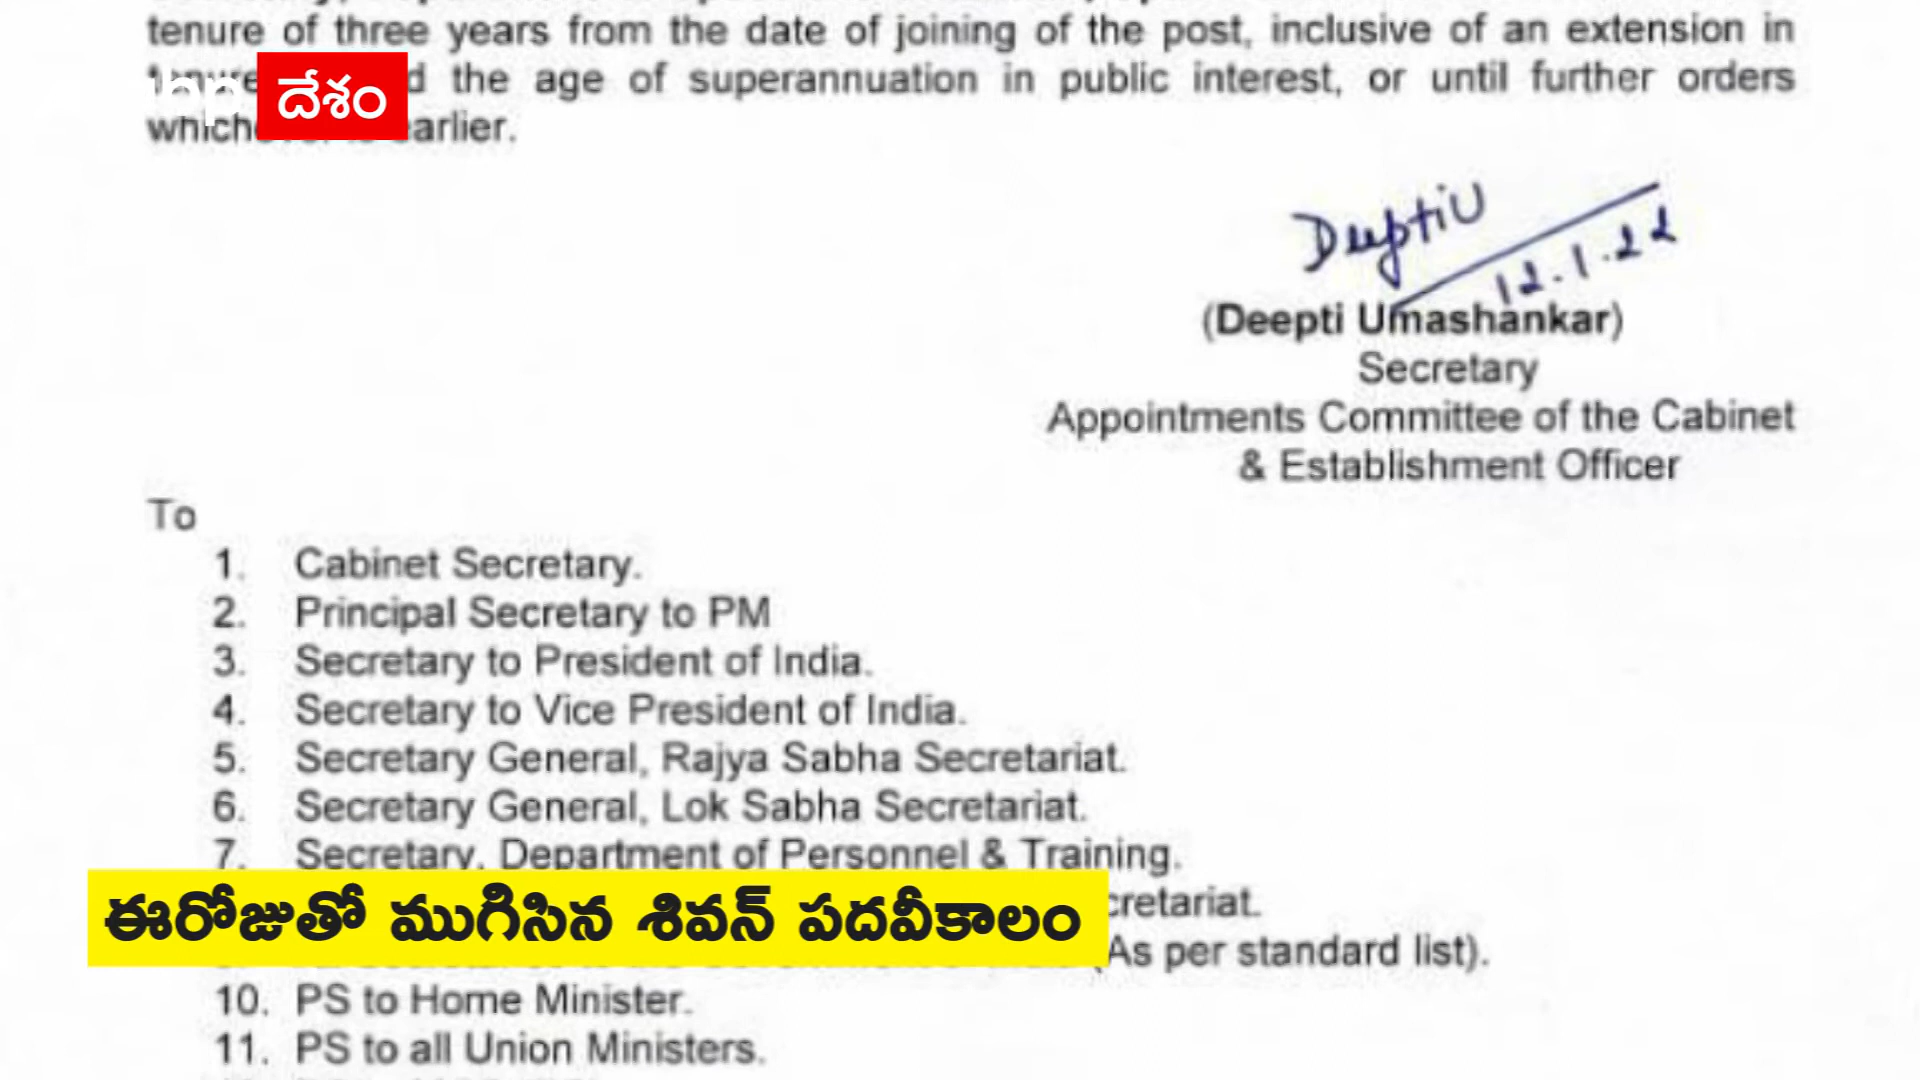 tenure of three years from the date of joining of the post, inclusive of an extension in
the age of superannuation in public interest, or until further orders
earlier.
దేశం
DeeptiU
12.1.22
(Deepti Umashankar)
Secretary
Appointments Committee of the Cabinet
& Establishment Officer
To
1. Cabinet Secretary.
2. Principal Secretary to PM
3. Secretary to President of India.
4. Secretary to Vice President of India.
5. Secretary General, Rajya Sabha Secretariat.
6. Secretary General, Lok Sabha Secretariat.
7. Secretary, Department of Personnel & Training.
ఈరోజుతో ముగిసిన శివన్ పదవీకాలం
(As per standard list).
10. PS to Home Minister.
11. PS to all Union Ministers.